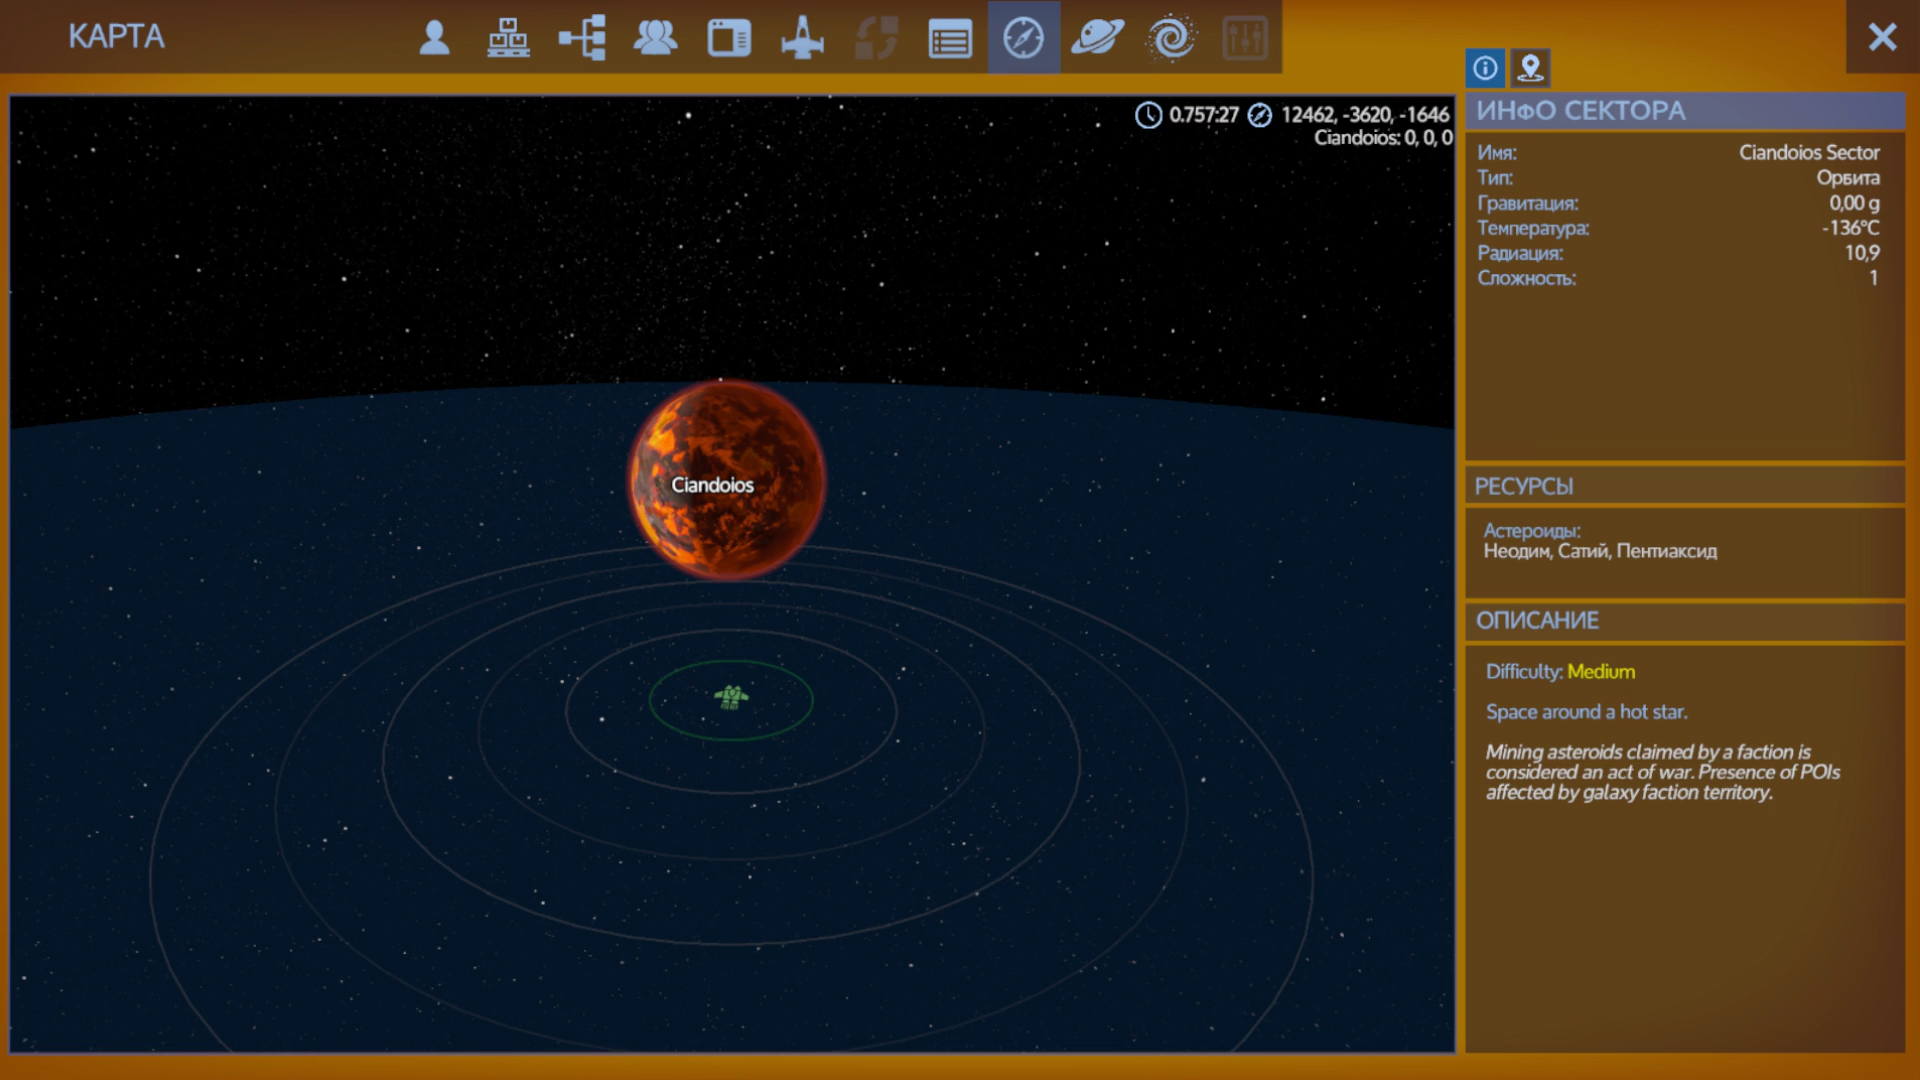 КАРТА
0.757:27 12462, -3620, -1646
Ciandoios: 0, 0, 0
Ciandoios
ИНфО СЕКТОРА
Имя: Ciandoios Sector
Тип: Орбита
Гравитация: 0,00 g
Температура: -136°C
Радиация: 10,9
Сложность: 1
РЕСУРСЫ
Астероиды:
Неодим, Сатий, Пентиаксид
ОПИСАНИЕ
Difficulty: Medium
Space around a hot star.
Mining asteroids claimed by a faction is
considered an act of war. Presence of POIs
affected by galaxy faction territory.